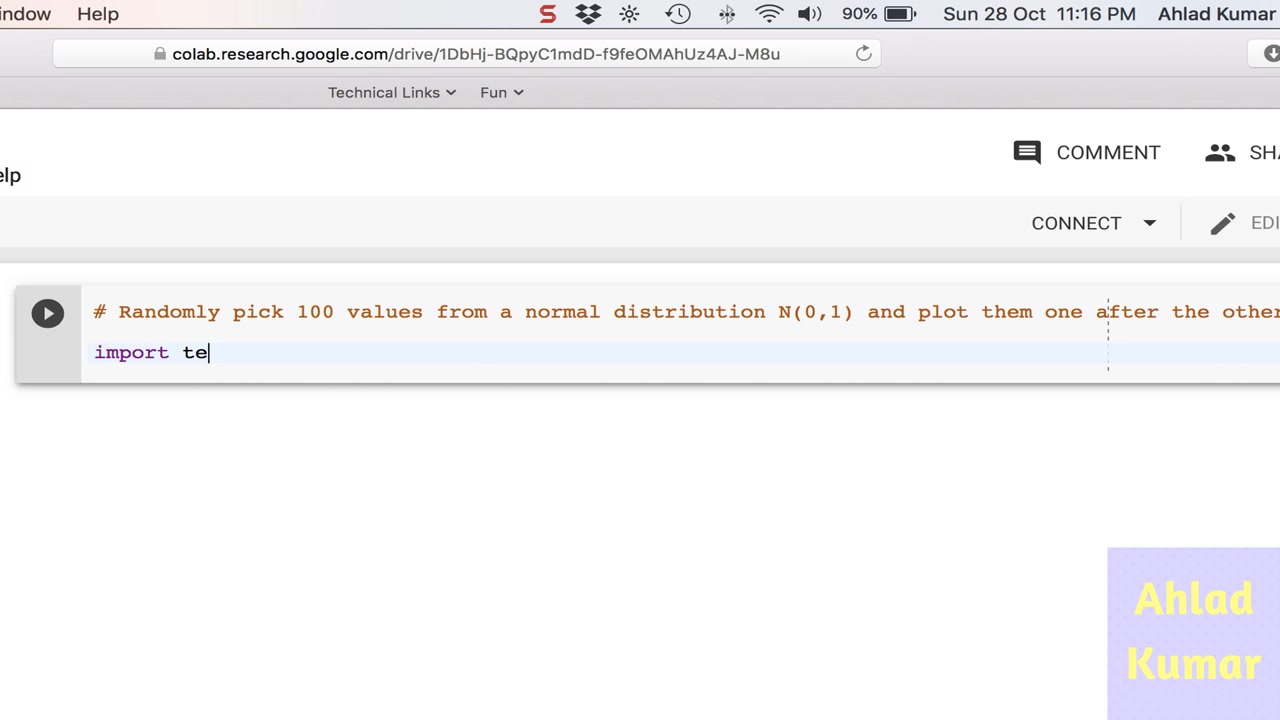 indow Help 90% Sun 28 Oct 11:16 PM Ahlad Kumar
colab.research.google.com/drive/1DbHj-BQpyC1mdD-f9feOMAhUz4AJ-M8u
Technical Links Fun
COMMENT SHA
elp
CONNECT EDI
# Randomly pick 100 values from a normal distribution N(0,1) and plot them one after the other
import te
Ahlad
Kumar